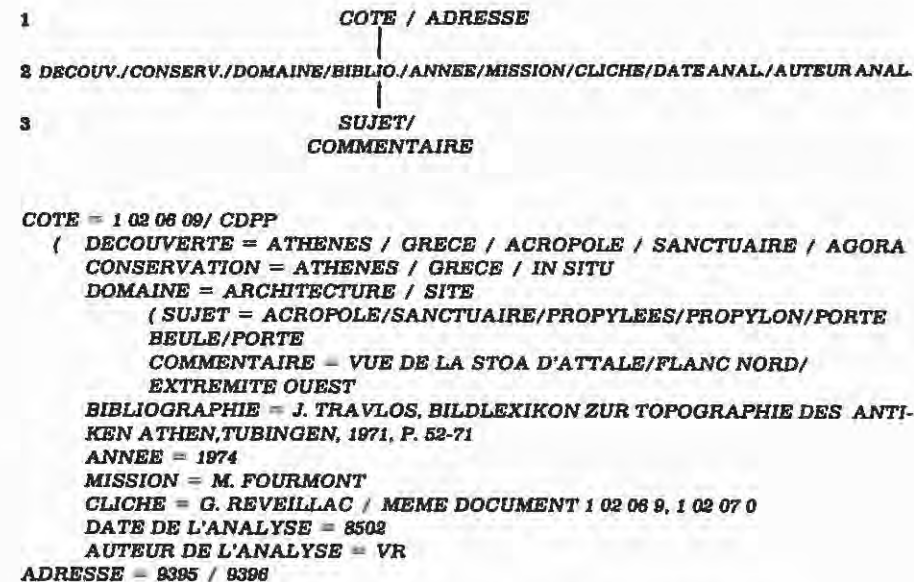 1 COTE / ADRESSE
2 DECOUV./CONSERV./DOMAINE/BIBLIO./ANNEE/MISSION/CLICHE/DATE ANAL./AUTEUR ANAL.
3 SUJET/
COMMENTAIRE
COTE = 1 02 06 09/ CDPP
( DECOUVERTE = ATHENES / GRECE / ACROPOLE / SANCTUAIRE / AGORA
CONSERVATION = ATHENES / GRECE / IN SITU
DOMAINE = ARCHITECTURE / SITE
( SUJET = ACROPOLE/SANCTUAIRE/PROPYLEES/PROPYLON/PORTE
BEULE/PORTE
COMMENTAIRE = VUE DE LA STOA D'ATTALE/FLANC NORD/
EXTREMITE OUEST
BIBLIOGRAPHIE = J. TRAVLOS, BILDLEXIKON ZUR TOPOGRAPHIE DES ANTI-
KEN ATHEN,TUBINGEN, 1971, P. 52-71
ANNEE = 1974
MISSION = M. FOURMONT
CLICHE = G. REVEILLAC / MEME DOCUMENT 1 02 06 9, 1 02 07 0
DATE DE L'ANALYSE = 8502
AUTEUR DE L'ANALYSE = VR
ADRESSE = 9395 / 9396